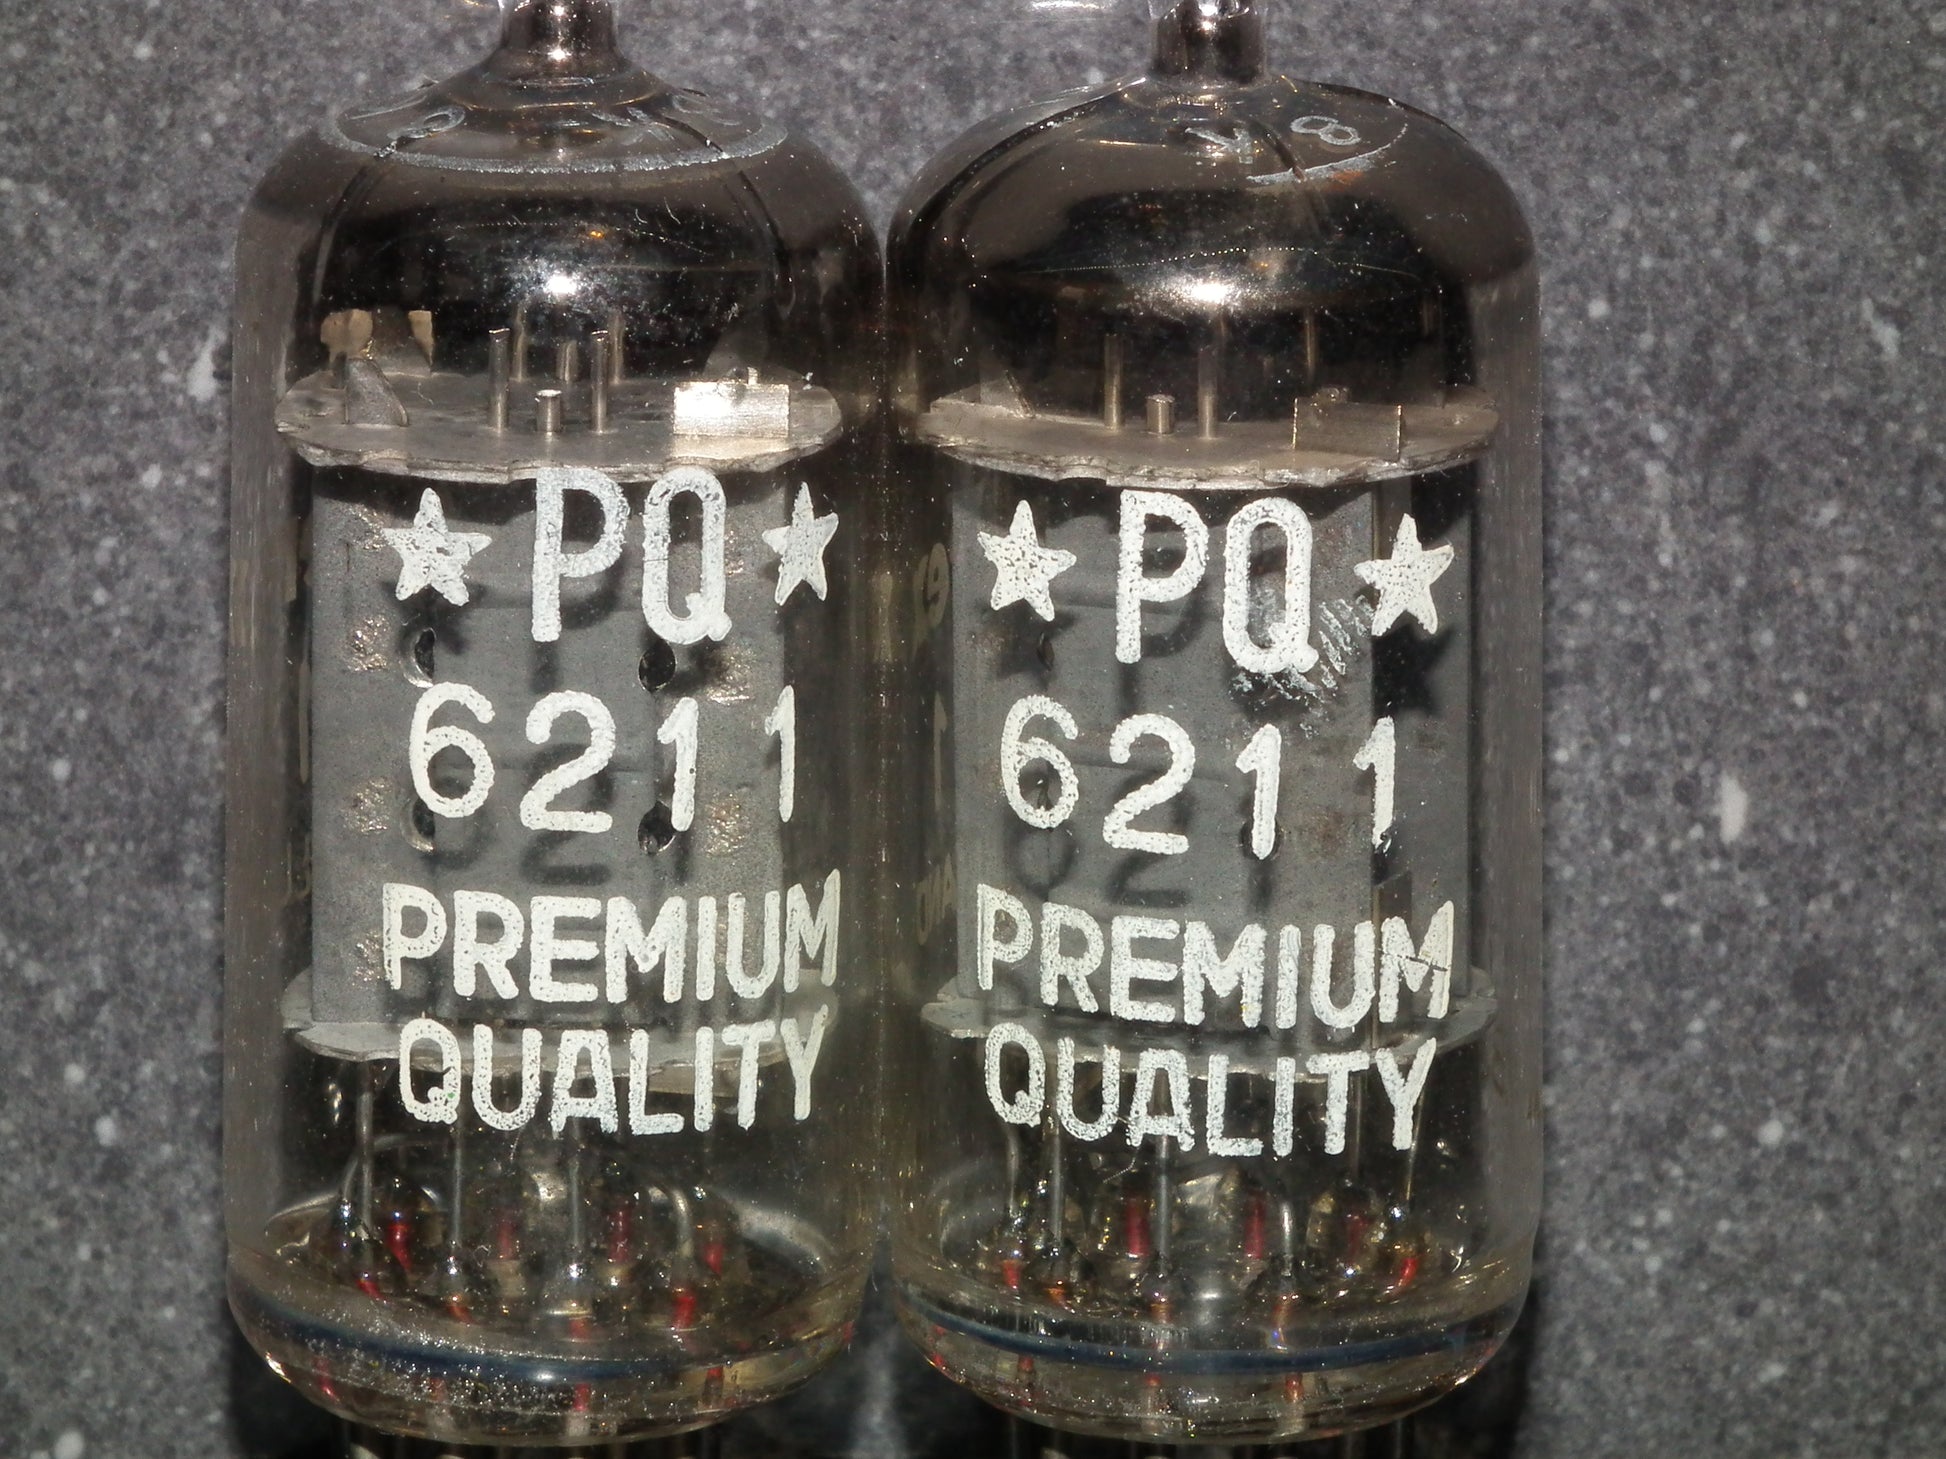 ★ PQ ★
6211
PREMIUM
QUALITY
★ PQ ★
6211
PREMIUM
QUALITY